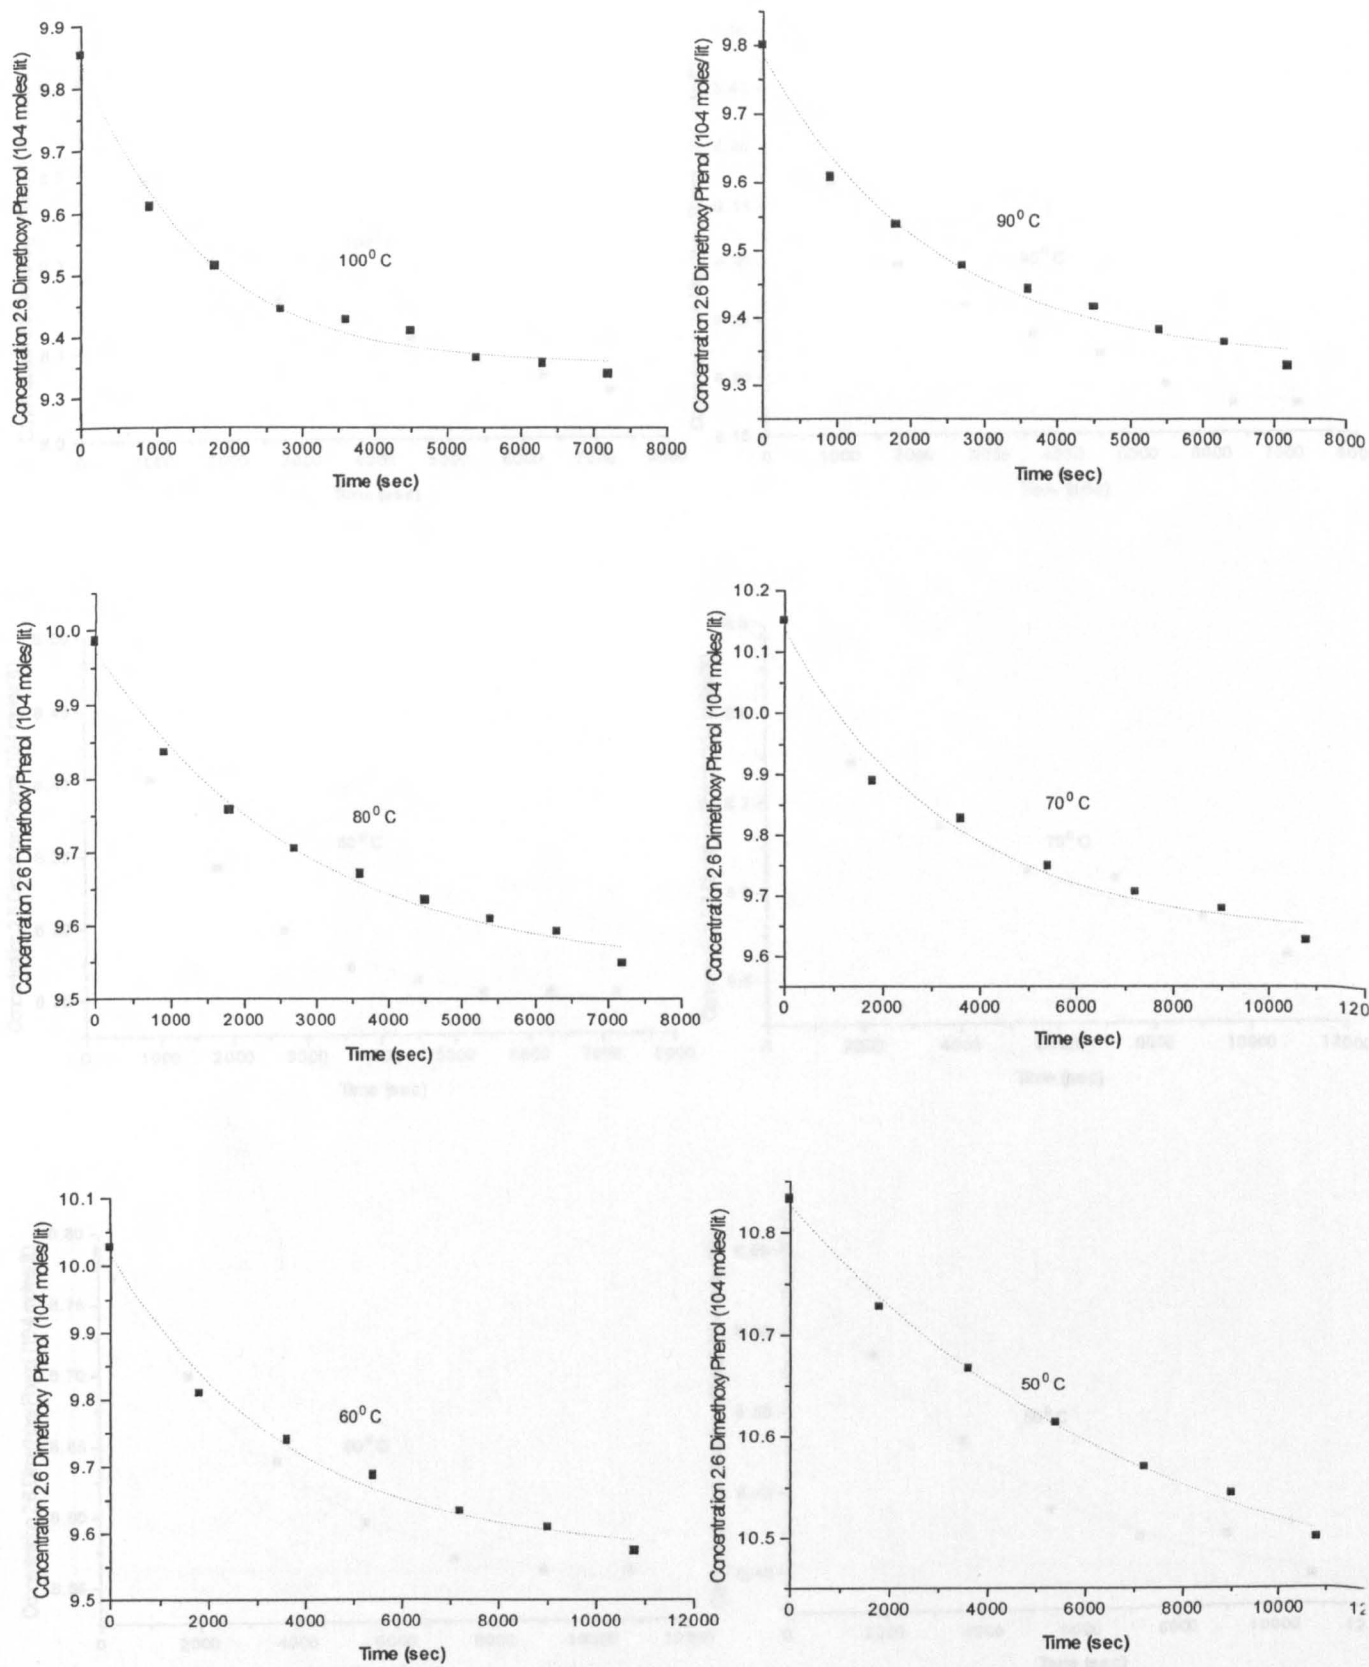 Concentration 2.6 Dimethoxy Phenol (10-4 moles/lit)
9.9
9.8
9.7
9.6
9.5
9.4
9.3
100⁰ C
0 1000 2000 3000 4000 5000 6000 7000 8000
Time (sec)
Concentration 2.6 Dimethoxy Phenol (10-4 moles/lit)
9.8
9.7
9.6
9.5
9.4
9.3
90⁰ C
0 1000 2000 3000 4000 5000 6000 7000 8000
Time (sec)
Concentration 2.6 Dimethoxy Phenol (10-4 moles/lit)
10.0
9.9
9.8
9.7
9.6
9.5
80⁰ C
0 1000 2000 3000 4000 5000 6000 7000 8000
Time (sec)
Concentration 2.6 Dimethoxy Phenol (10-4 moles/lit)
10.2
10.1
10.0
9.9
9.8
9.7
9.6
70⁰ C
0 2000 4000 6000 8000 10000 120
Time (sec)
Concentration 2.6 Dimethoxy Phenol (10-4 moles/lit)
10.1
10.0
9.9
9.8
9.7
9.6
9.5
60⁰ C
0 2000 4000 6000 8000 10000 12000
Time (sec)
Concentration 2.6 Dimethoxy Phenol (10-4 moles/lit)
10.8
10.7
10.6
10.5
50⁰ C
0 2000 4000 6000 8000 10000 12
Time (sec)